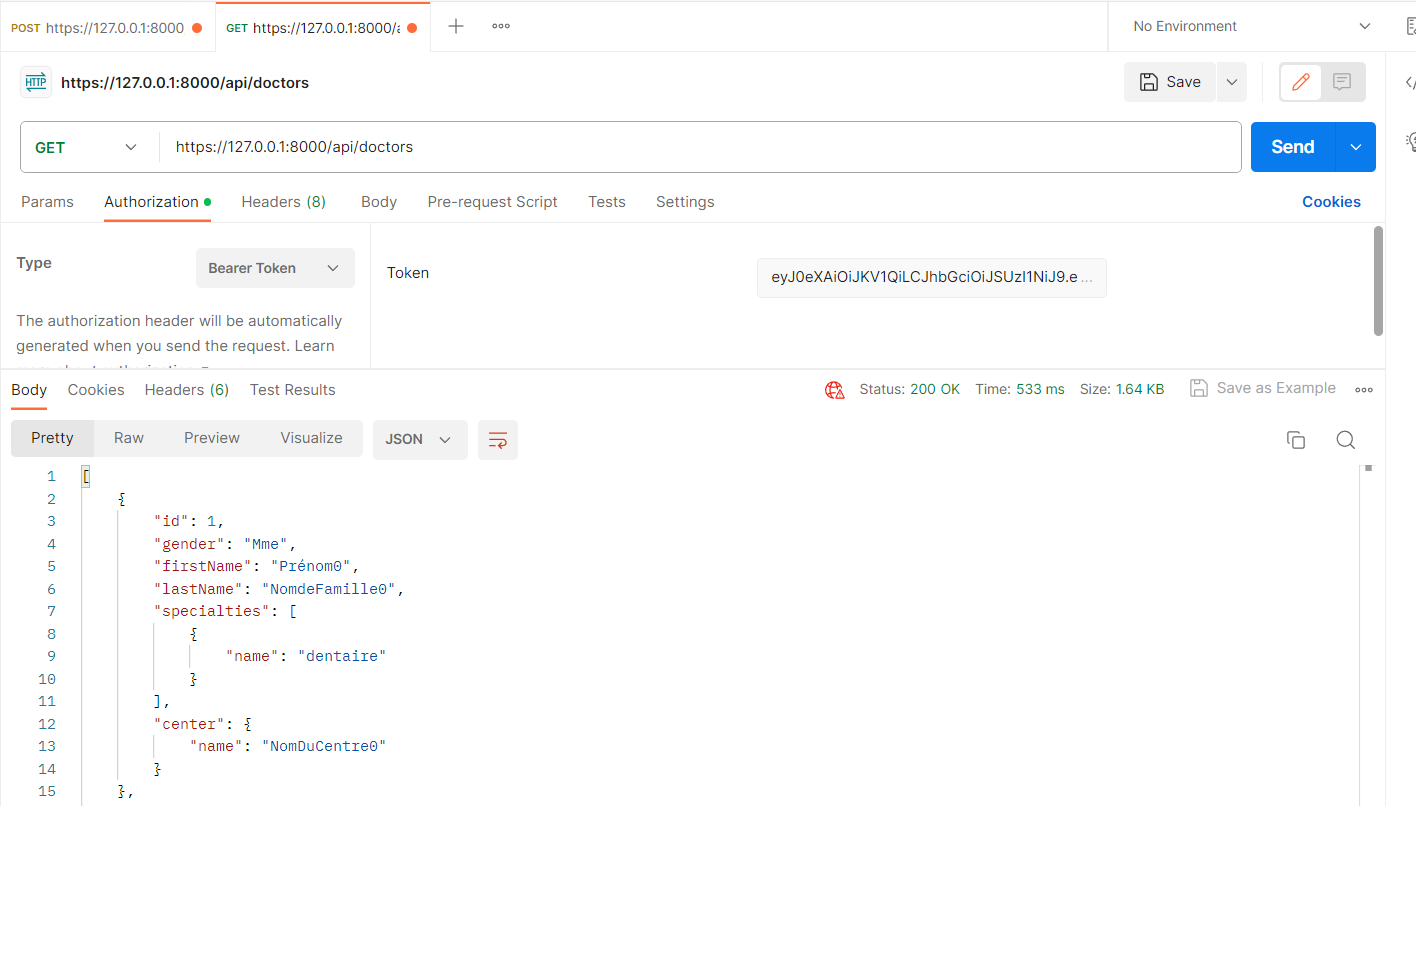 POST https://127.0.0.1:8000
GET https://127.0.0.1:8000/a
No Environment
HTTP https://127.0.0.1:8000/api/doctors
Save
GET https://127.0.0.1:8000/api/doctors
Send
Params Authorization Headers (8) Body Pre-request Script Tests Settings Cookies
Type Bearer Token
Token eyJ0eXAiOiJKV1QiLCJhbGciOiJSUzI1NiJ9.e ...
The authorization header will be automatically
generated when you send the request. Learn
Body Cookies Headers (6) Test Results
Status: 200 OK Time: 533 ms Size: 1.64 KB Save as Example
Pretty Raw Preview Visualize JSON
1 [
2 {
3 "id": 1,
4 "gender": "Mme",
5 "firstName": "Prénom0",
6 "lastName": "NomdeFamille0",
7 "specialties": [
8 {
9 "name": "dentaire"
10 }
11 ],
12 "center": {
13 "name": "NomDuCentre0"
14 }
15 },